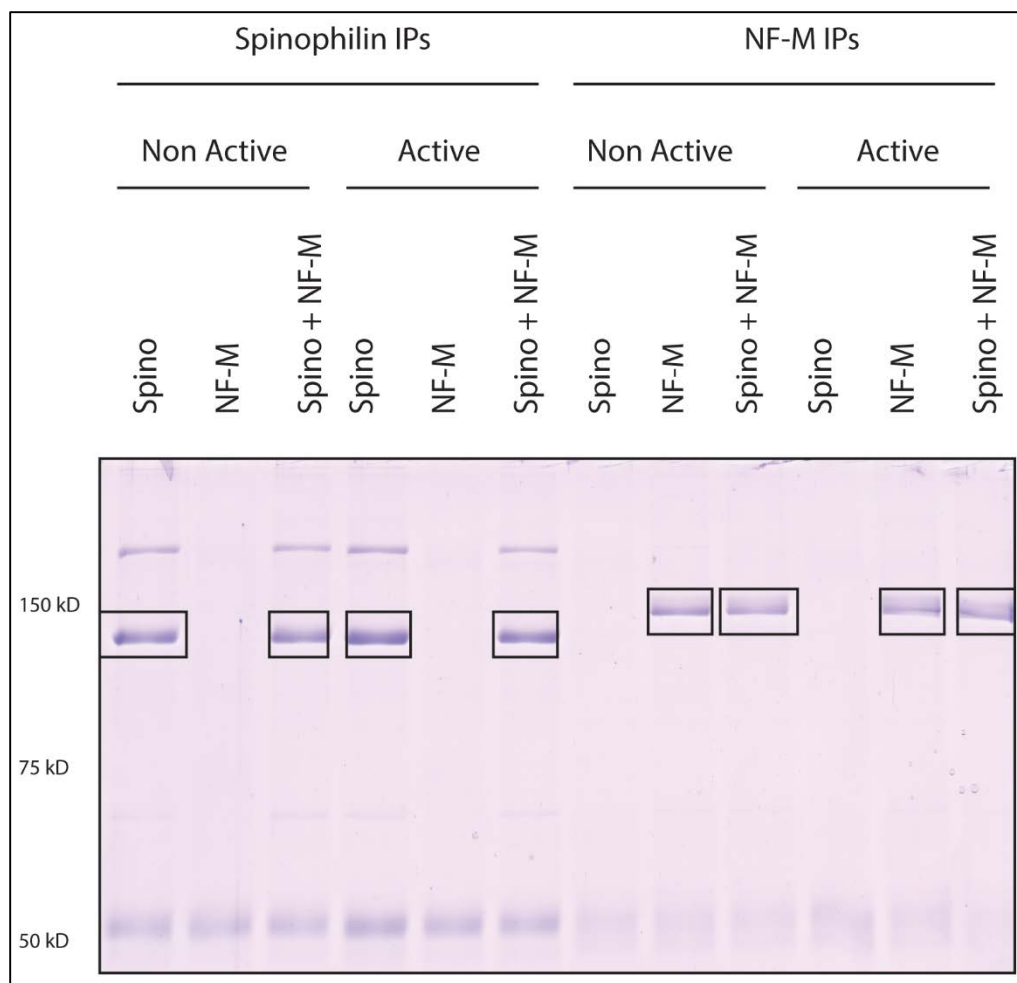 Spinophilin IPs
NF-M IPs
Non Active
Active
Non Active
Active
Spino
NF-M
Spino + NF-M
Spino
NF-M
Spino + NF-M
Spino
NF-M
Spino + NF-M
Spino
NF-M
Spino + NF-M
150 kD
75 kD
50 kD